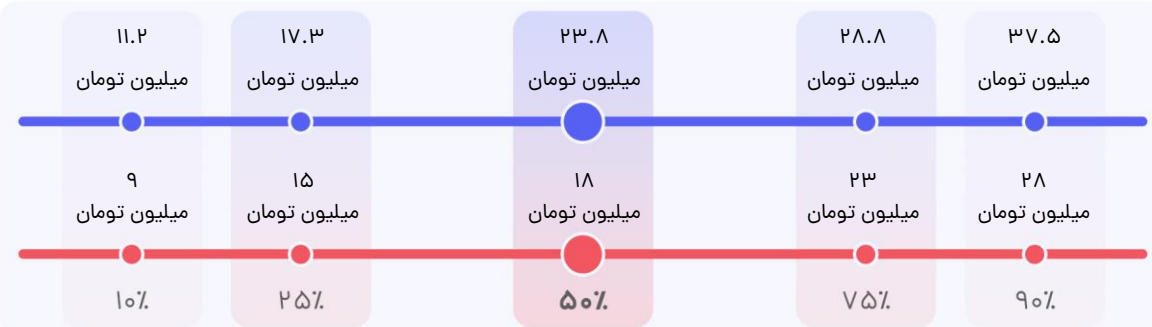 ۱۱.۲ ۱۷.۳ ۲۳.۸ ۲۸.۸ ۳۷.۵
میلیون تومان میلیون تومان میلیون تومان میلیون تومان میلیون تومان
۹ ۱۵ ۱۸ ۲۳ ۲۸
میلیون تومان میلیون تومان میلیون تومان میلیون تومان میلیون تومان
۱۰٪ ۲۵٪ ۵۰٪ ۷۵٪ ۹۰٪